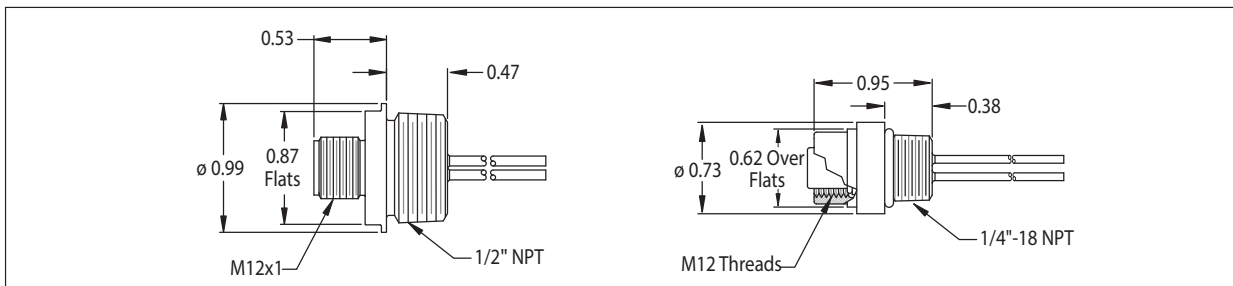 0.53
0.47
ø 0.99
0.87
Flats
M12x1
1/2" NPT
0.95
0.38
ø 0.73
0.62 Over
Flats
M12 Threads
1/4"-18 NPT